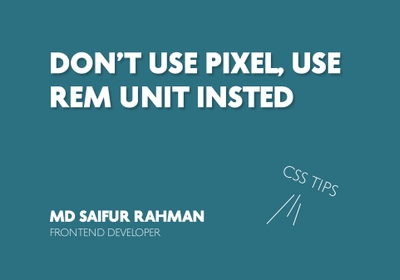 DON'T USE PIXEL, USE
REM UNIT INSTED
CSS TIPS
MD SAIFUR RAHMAN
FRONTEND DEVELOPER